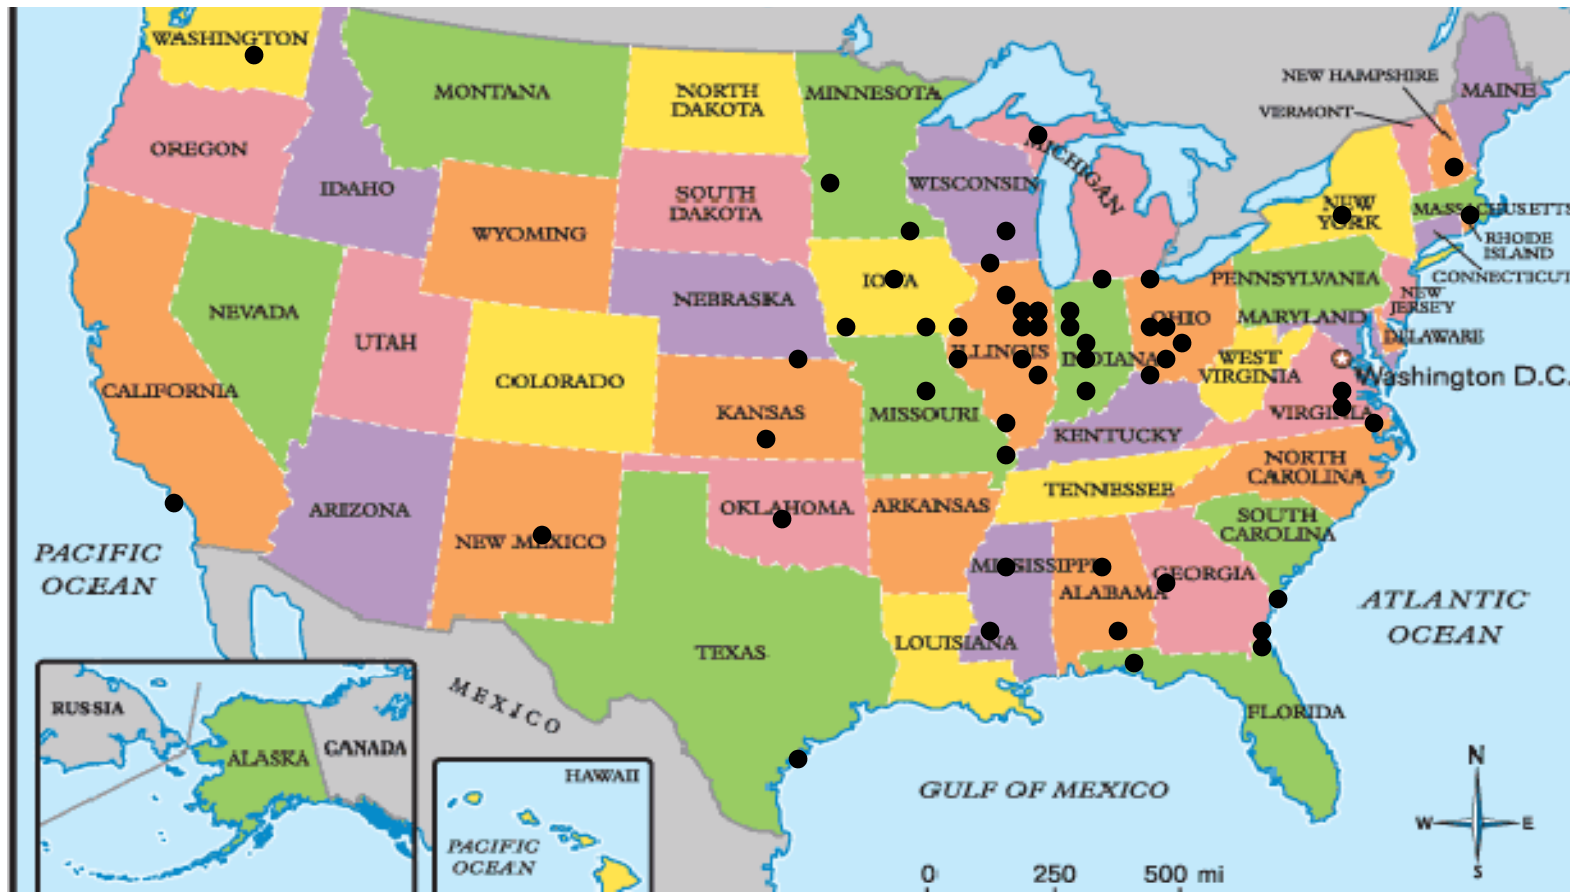 WASHINGTON
MONTANA
NORTH
DAKOTA
MINNESOTA
NEW HAMPSHIRE
VERMONT
MAINE
OREGON
IDAHO
SOUTH
DAKOTA
WISCONSIN
MICHIGAN
NEW
YORK
MASSACHUSETTS
RHODE
ISLAND
CONNECTICUT
WYOMING
IOWA
PENNSYLVANIA
NEW
JERSEY
NEVADA
NEBRASKA
UTAH
ILLINOIS
INDIANA
OHIO
MARYLAND
DELAWARE
WEST
VIRGINIA
Washington D.C.
CALIFORNIA
COLORADO
KANSAS
MISSOURI
KENTUCKY
VIRGINIA
ARIZONA
NEW MEXICO
OKLAHOMA
ARKANSAS
TENNESSEE
NORTH
CAROLINA
SOUTH
CAROLINA
PACIFIC
OCEAN
MISSISSIPPI
ALABAMA
GEORGIA
ATLANTIC
OCEAN
TEXAS
LOUISIANA
MEXICO
FLORIDA
RUSSIA
ALASKA
CANADA
HAWAII
PACIFIC
OCEAN
GULF OF MEXICO
N
W
E
S
0 250 500 mi